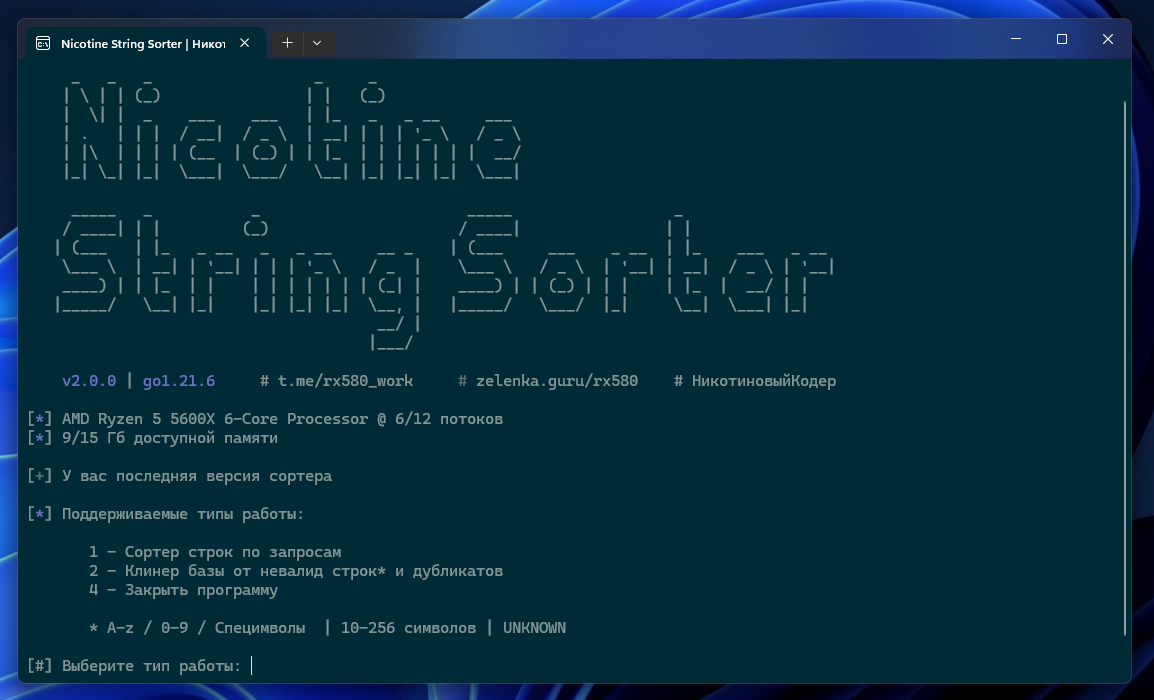 Nicotine String Sorter | Нико
Nicotine
String Sorter
v2.0.0 | go1.21.6 # t.me/rx580_work # zelenka.guru/rx580 # НикотиновыйКодер
[*] AMD Ryzen 5 5600X 6-Core Processor @ 6/12 потоков
[*] 9/15 Гб доступной памяти
[+] У вас последняя версия сортера
[*] Поддерживаемые типы работы:
1 - Сортер строк по запросам
2 - Клинер базы от невалид строк* и дубликатов
4 - Закрыть программу
* A-z / 0-9 / Специмволы | 10-256 символов | UNKNOWN
[#] Выберите тип работы: